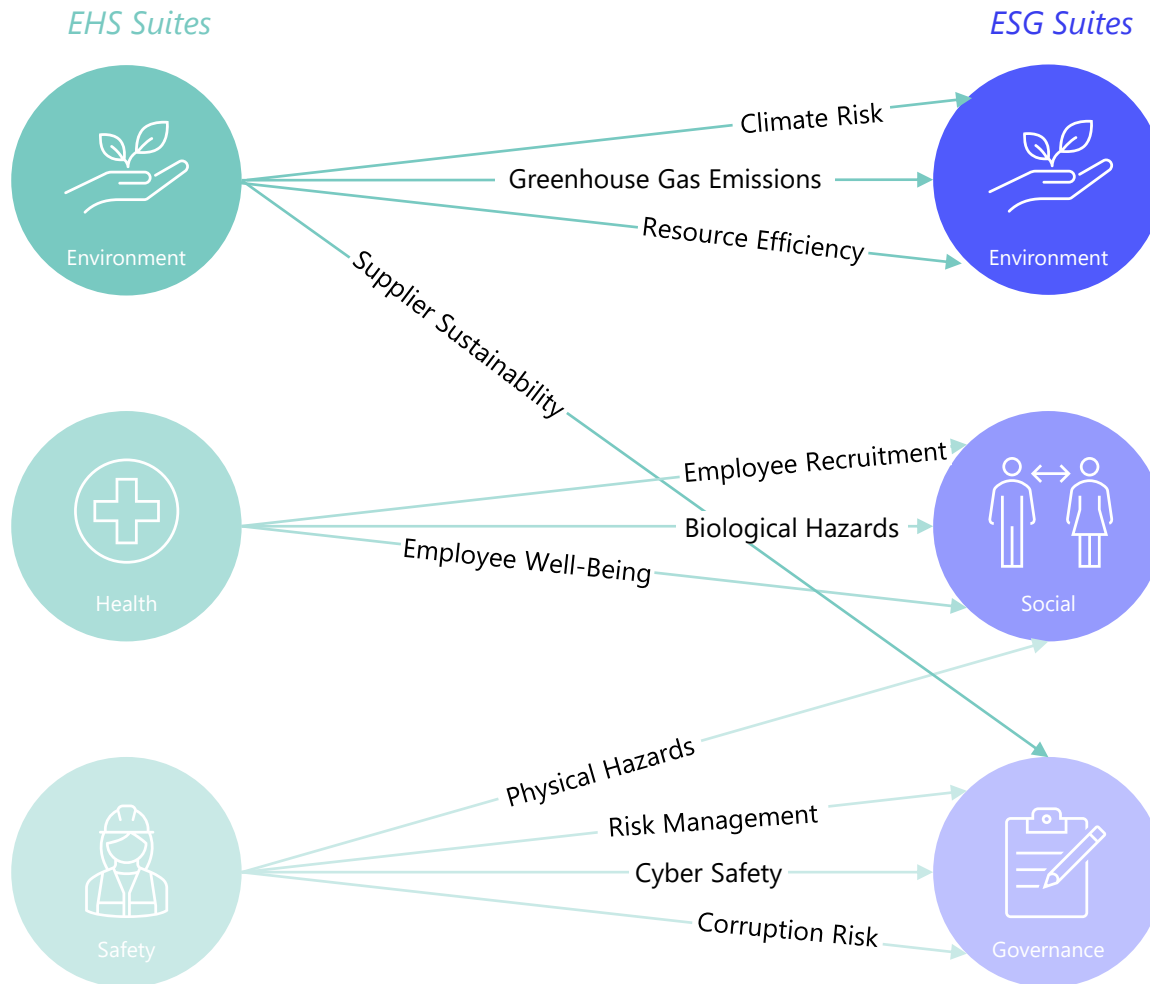 EHS Suites
ESG Suites
Climate Risk
Greenhouse Gas Emissions
Resource Efficiency
Environment
Environment
Supplier Sustainability
Employee Recruitment
Biological Hazards
Employee Well-Being
Health
Social
Physical Hazards
Risk Management
Cyber Safety
Corruption Risk
Safety
Governance